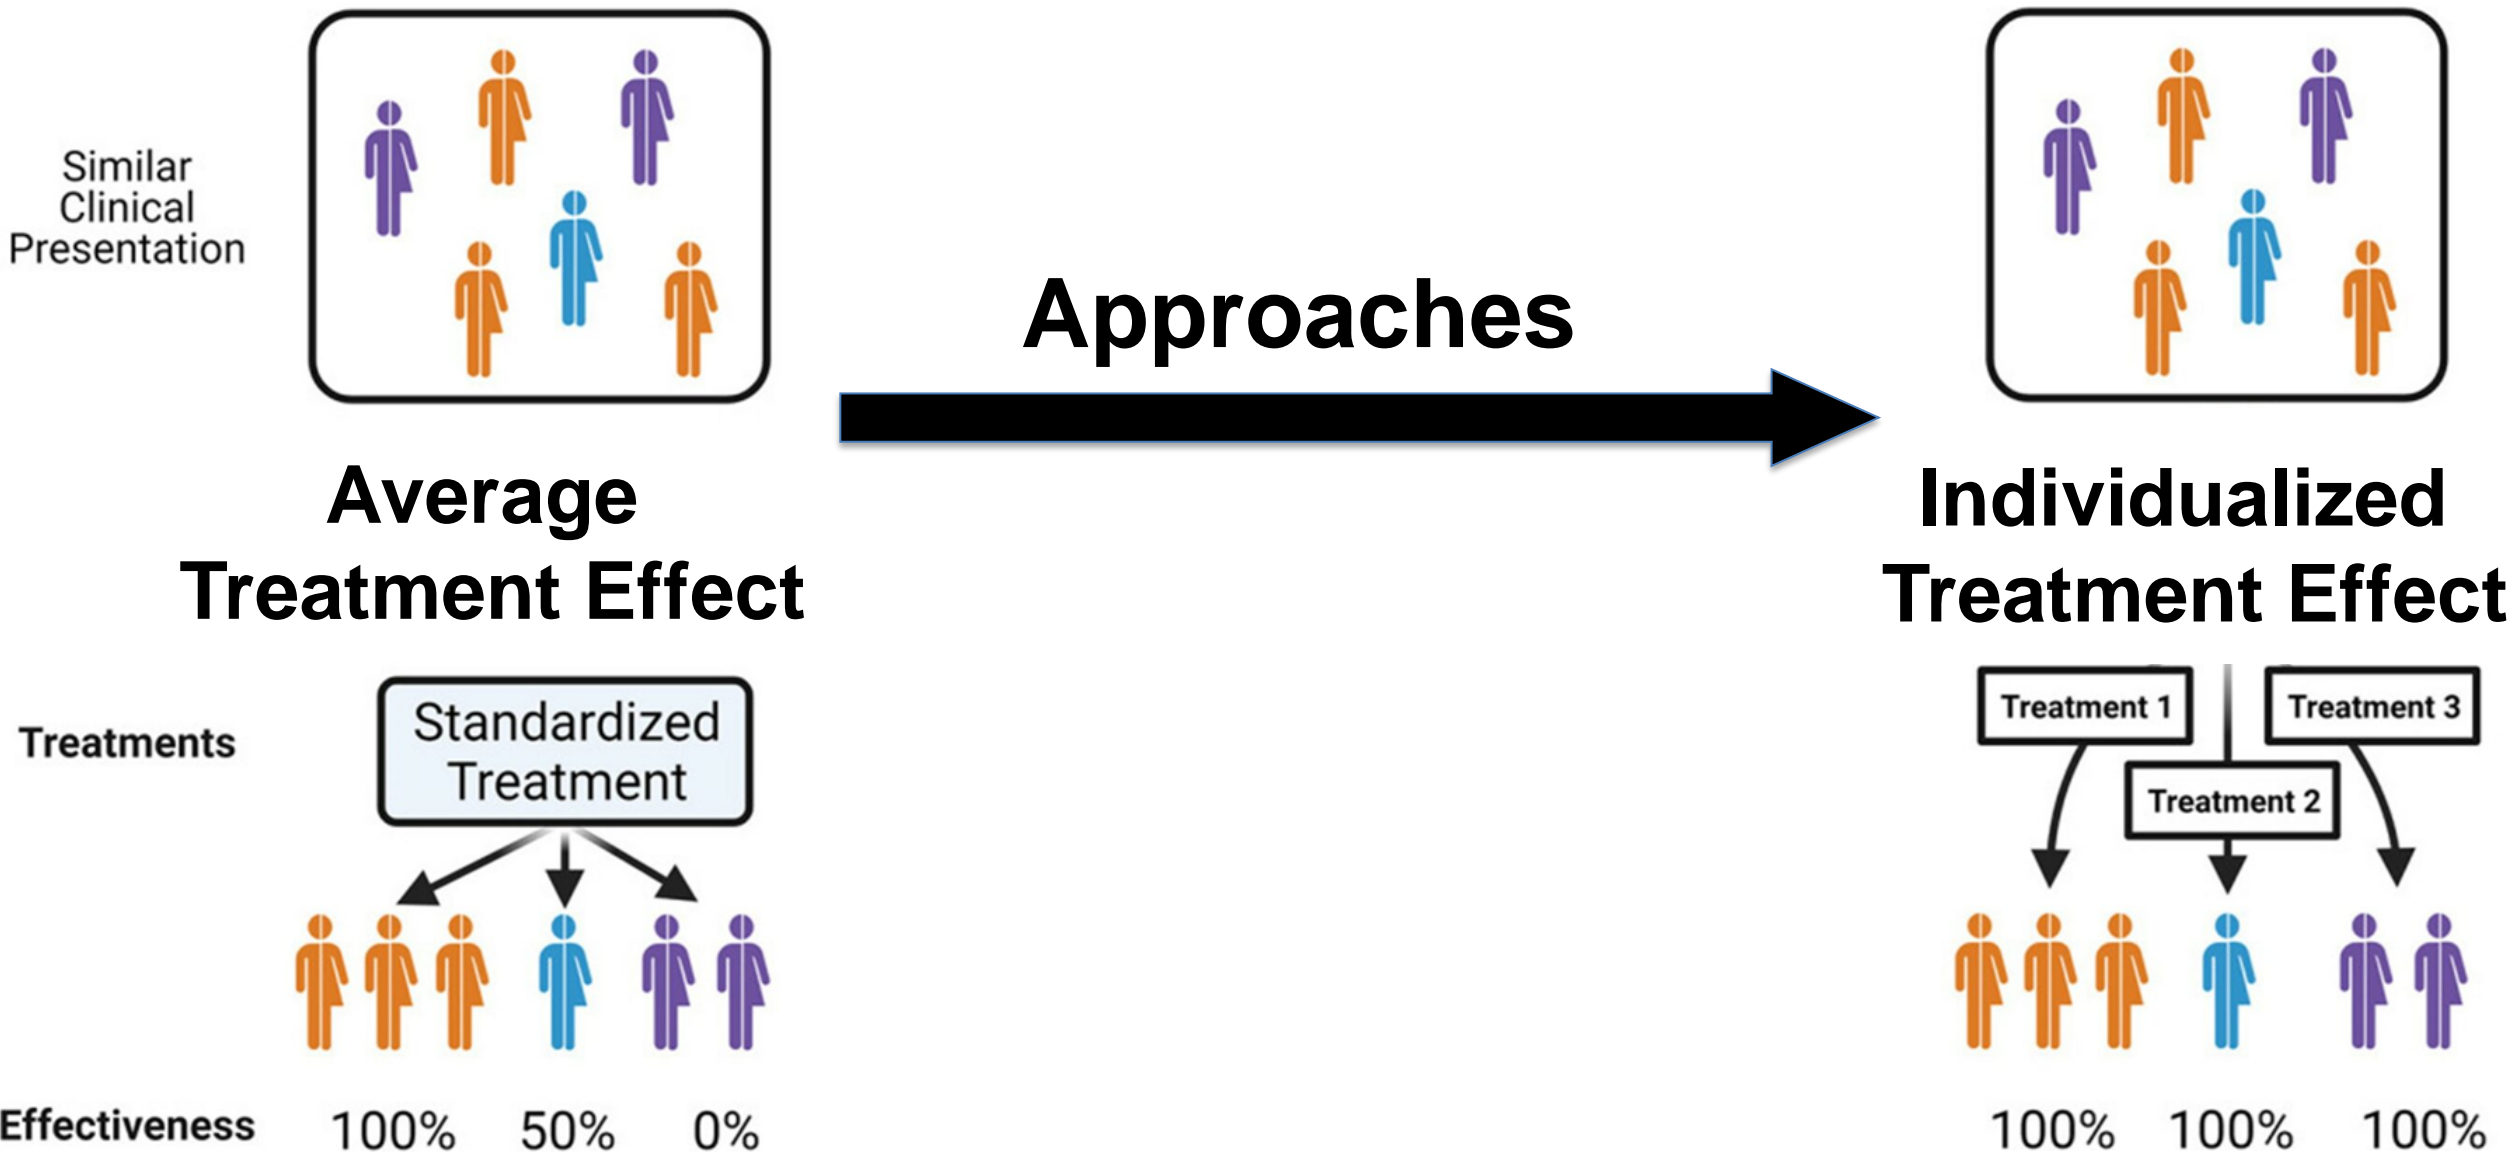 Similar
Clinical
Presentation
Approaches
Average
Treatment Effect
Individualized
Treatment Effect
Treatments
Standardized
Treatment
Treatment 1
Treatment 3
Treatment 2
Effectiveness
100% 50% 0%
100% 100% 100%